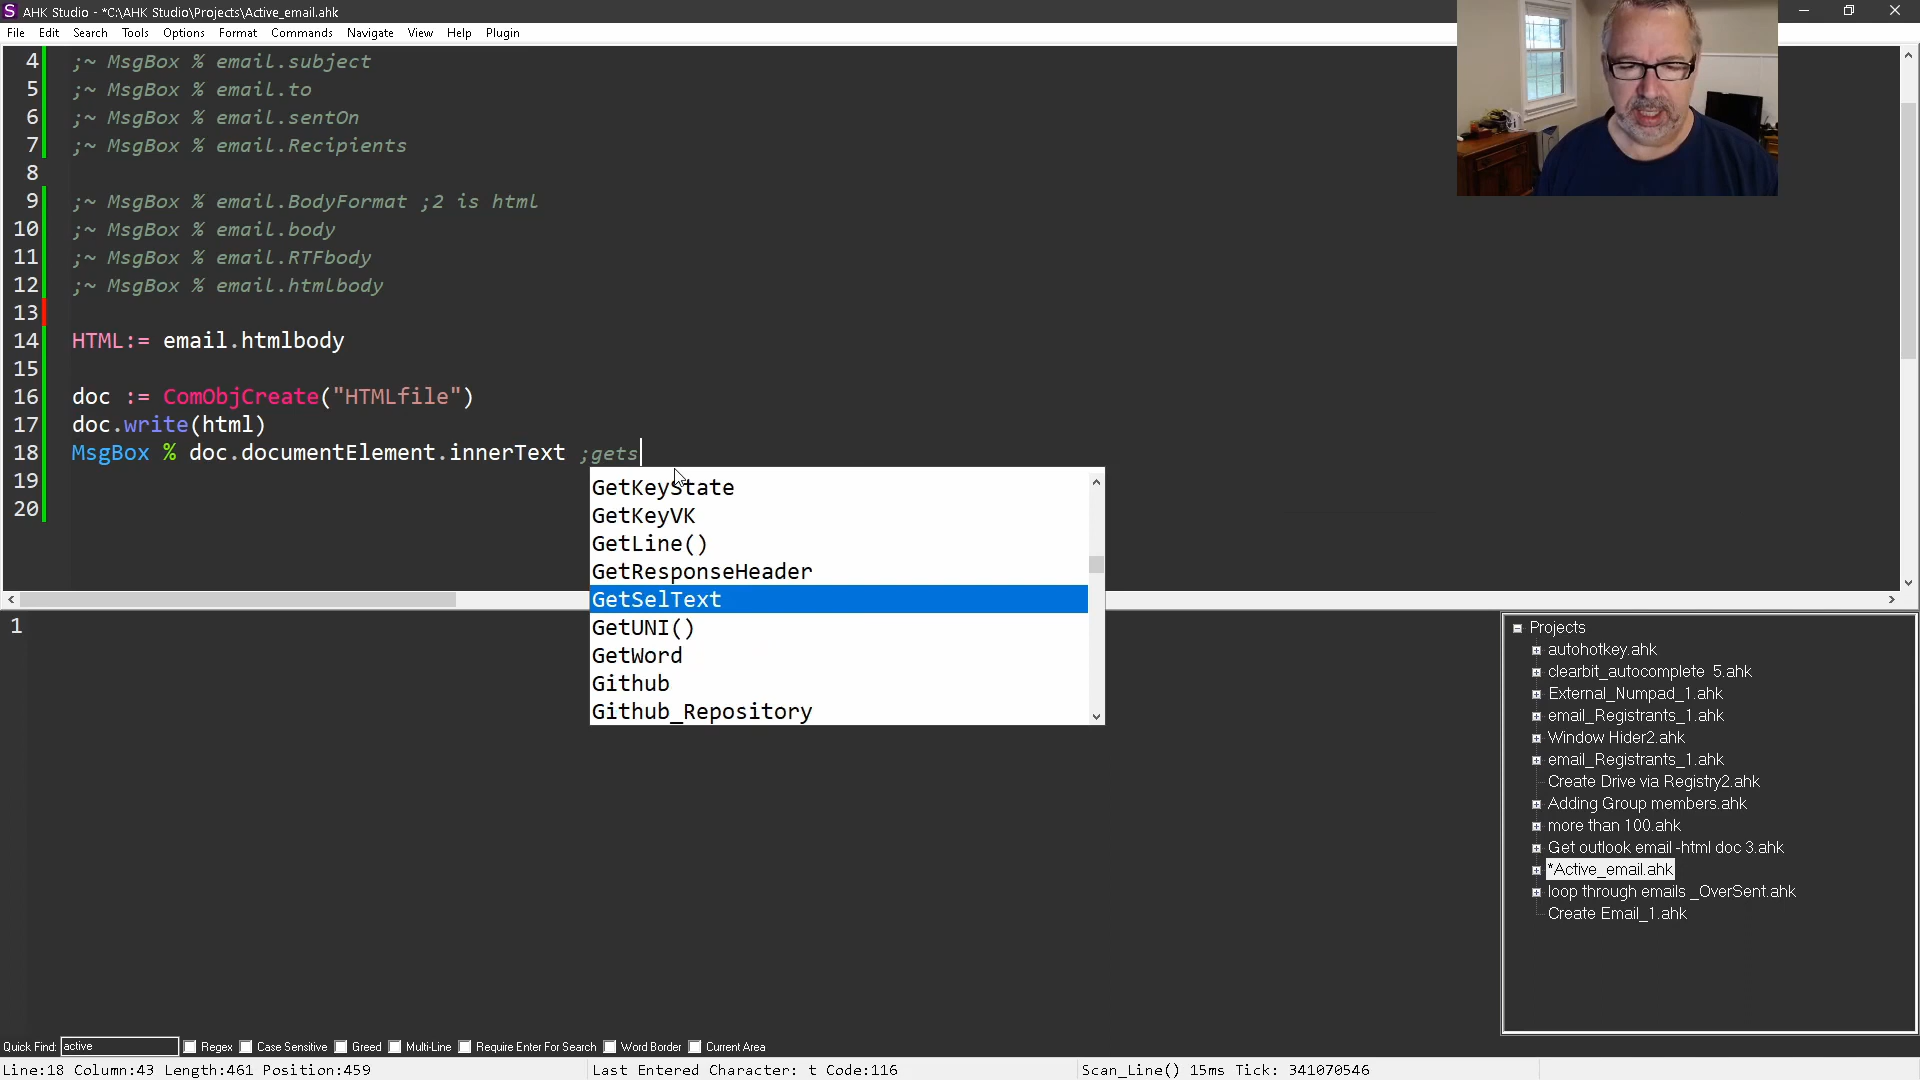 S AHK Studio - *C:\AHK Studio\Projects\Active_email.ahk
File Edit Search Tools Options Format Commands Navigate View Help Plugin
4 ;~ MsgBox % email.subject
5 ;~ MsgBox % email.to
6 ;~ MsgBox % email.sentOn
7 ;~ MsgBox % email.Recipients
8
9 ;~ MsgBox % email.BodyFormat ;2 is html
10 ;~ MsgBox % email.body
11 ;~ MsgBox % email.RTFbody
12 ;~ MsgBox % email.htmlbody
13
14 HTML:= email.htmlbody
15
16 doc := ComObjCreate("HTMLfile")
17 doc.write(html)
18 MsgBox % doc.documentElement.innerText ;gets
19
20
GetKeyState
GetKeyVK
GetLine()
GetResponseHeader
GetSelText
GetUNI()
GetWord
Github
Github_Repository
1
Projects
autohotkey.ahk
clearbit_autocomplete 5.ahk
External_Numpad_1.ahk
email_Registrants_1.ahk
Window Hider2.ahk
email_Registrants_1.ahk
Create Drive via Registry2.ahk
Adding Group members.ahk
more than 100.ahk
Get outlook email -html doc 3.ahk
*Active_email.ahk
loop through emails _OverSent.ahk
Create Email_1.ahk
Quick Find: active Regex Case Sensitive Greed Multi-Line Require Enter For Search Word Border Current Area
Line:18 Column:43 Length:461 Position:459 Last Entered Character: t Code:116 Scan_Line() 15ms Tick: 341070546